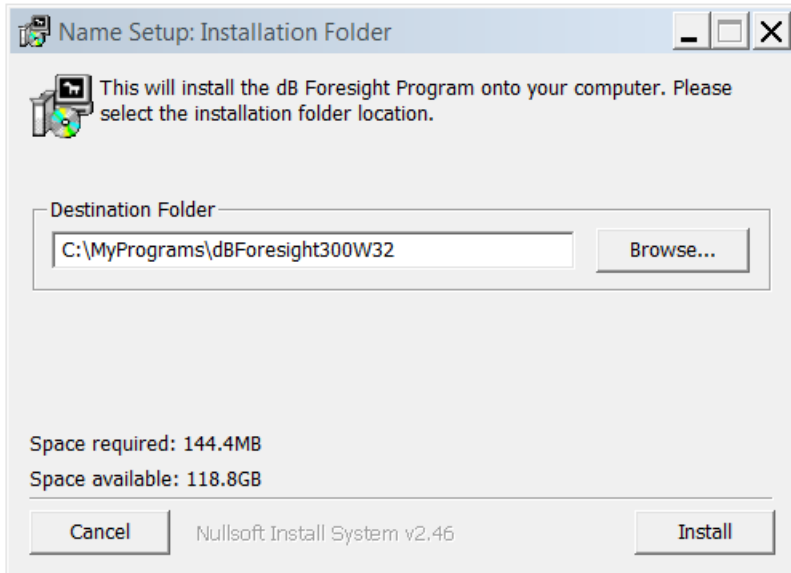 Name Setup: Installation Folder
This will install the dB Foresight Program onto your computer. Please
select the installation folder location.
Destination Folder
C:\MyPrograms\dBForesight300W32
Browse...
Space required: 144.4MB
Space available: 118.8GB
Cancel
Nullsoft Install System v2.46
Install